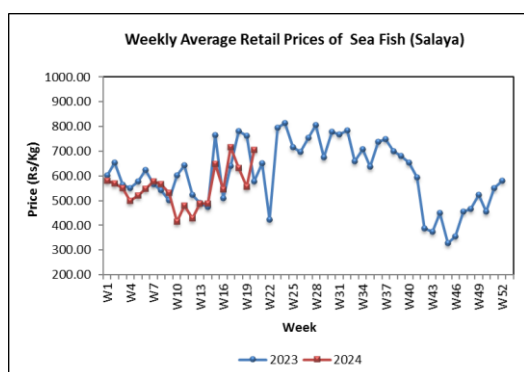 Weekly Average Retail Prices of Sea Fish (Salaya)
Price (Rs/Kg)
1000.00
900.00
800.00
700.00
600.00
500.00
400.00
300.00
200.00
W1
W4
W7
W10
W13
W16
W19
W22
W25
W28
W31
W34
W37
W40
W43
W46
W49
W52
Week
2023
2024